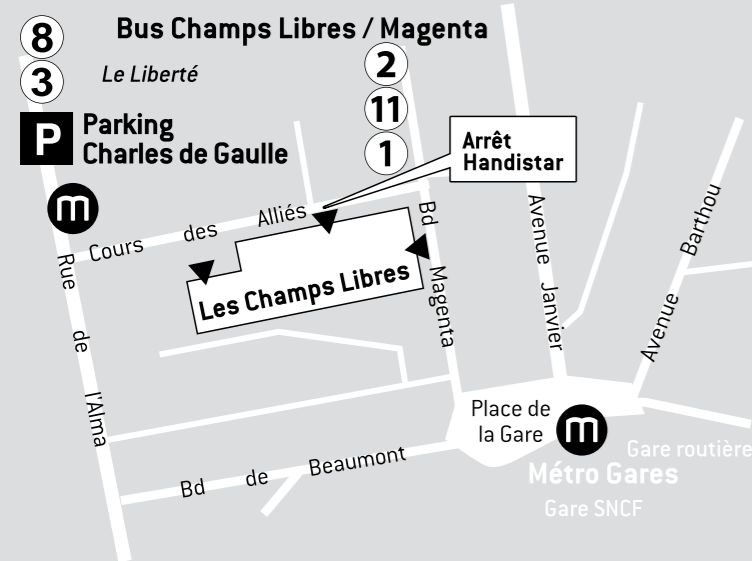 8
Bus Champs Libres / Magenta
3
Le Liberté
2
11
1
P
Parking
Charles de Gaulle
Arrêt
Handistar
m
Cours des Alliés
Bd Magenta
Avenue Janvier
Avenue Barthou
Rue de l'Alma
Les Champs Libres
Place de
la Gare
m
Gare routière
Métro Gares
Gare SNCF
Bd de Beaumont